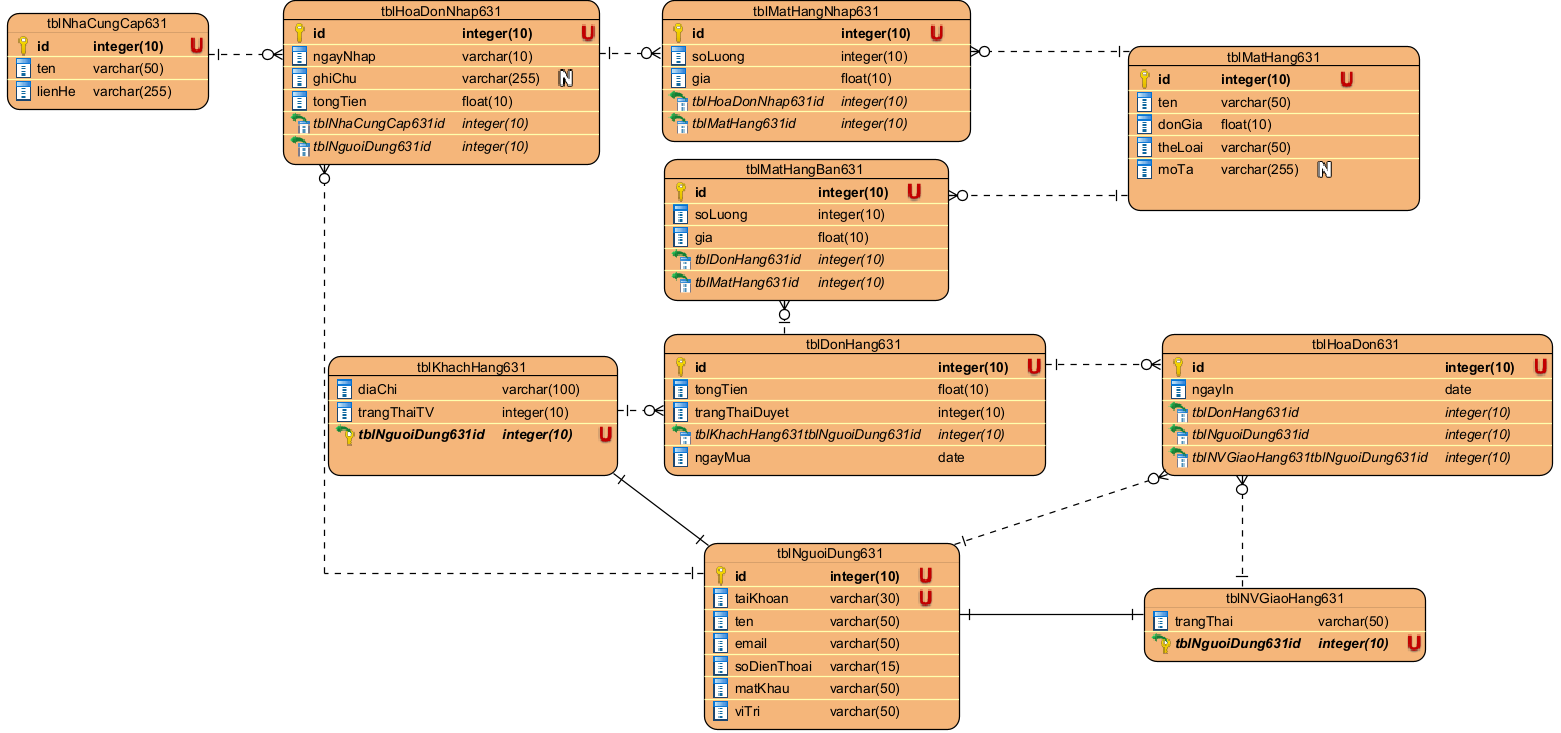 tblNhaCungCap631
id integer(10) U
ten varchar(50)
lienHe varchar(255)
tblHoaDonNhap631
id integer(10) U
ngayNhap varchar(10)
ghiChu varchar(255) N
tongTien float(10)
tblNhaCungCap631id integer(10)
tblNguoiDung631id integer(10)
tblMatHangNhap631
id integer(10) U
soLuong integer(10)
gia float(10)
tblHoaDonNhap631id integer(10)
tblMatHang631id integer(10)
tblMatHang631
id integer(10) U
ten varchar(50)
donGia float(10)
theLoai varchar(50)
moTa varchar(255) N
tblMatHangBan631
id integer(10) U
soLuong integer(10)
gia float(10)
tblDonHang631id integer(10)
tblMatHang631id integer(10)
tblKhachHang631
diaChi varchar(100)
trangThaiTV integer(10)
tblNguoiDung631id integer(10) U
tblDonHang631
id integer(10) U
tongTien float(10)
trangThaiDuyet integer(10)
tblKhachHang631tblNguoiDung631id integer(10)
ngayMua date
tblHoaDon631
id integer(10) U
ngayIn date
tblDonHang631id integer(10)
tblNguoiDung631id integer(10)
tblNVGiaoHang631tblNguoiDung631id integer(10)
tblNguoiDung631
id integer(10) U
taiKhoan varchar(30) U
ten varchar(50)
email varchar(50)
soDienThoai varchar(15)
matKhau varchar(50)
viTri varchar(50)
tblNVGiaoHang631
trangThai varchar(50)
tblNguoiDung631id integer(10) U